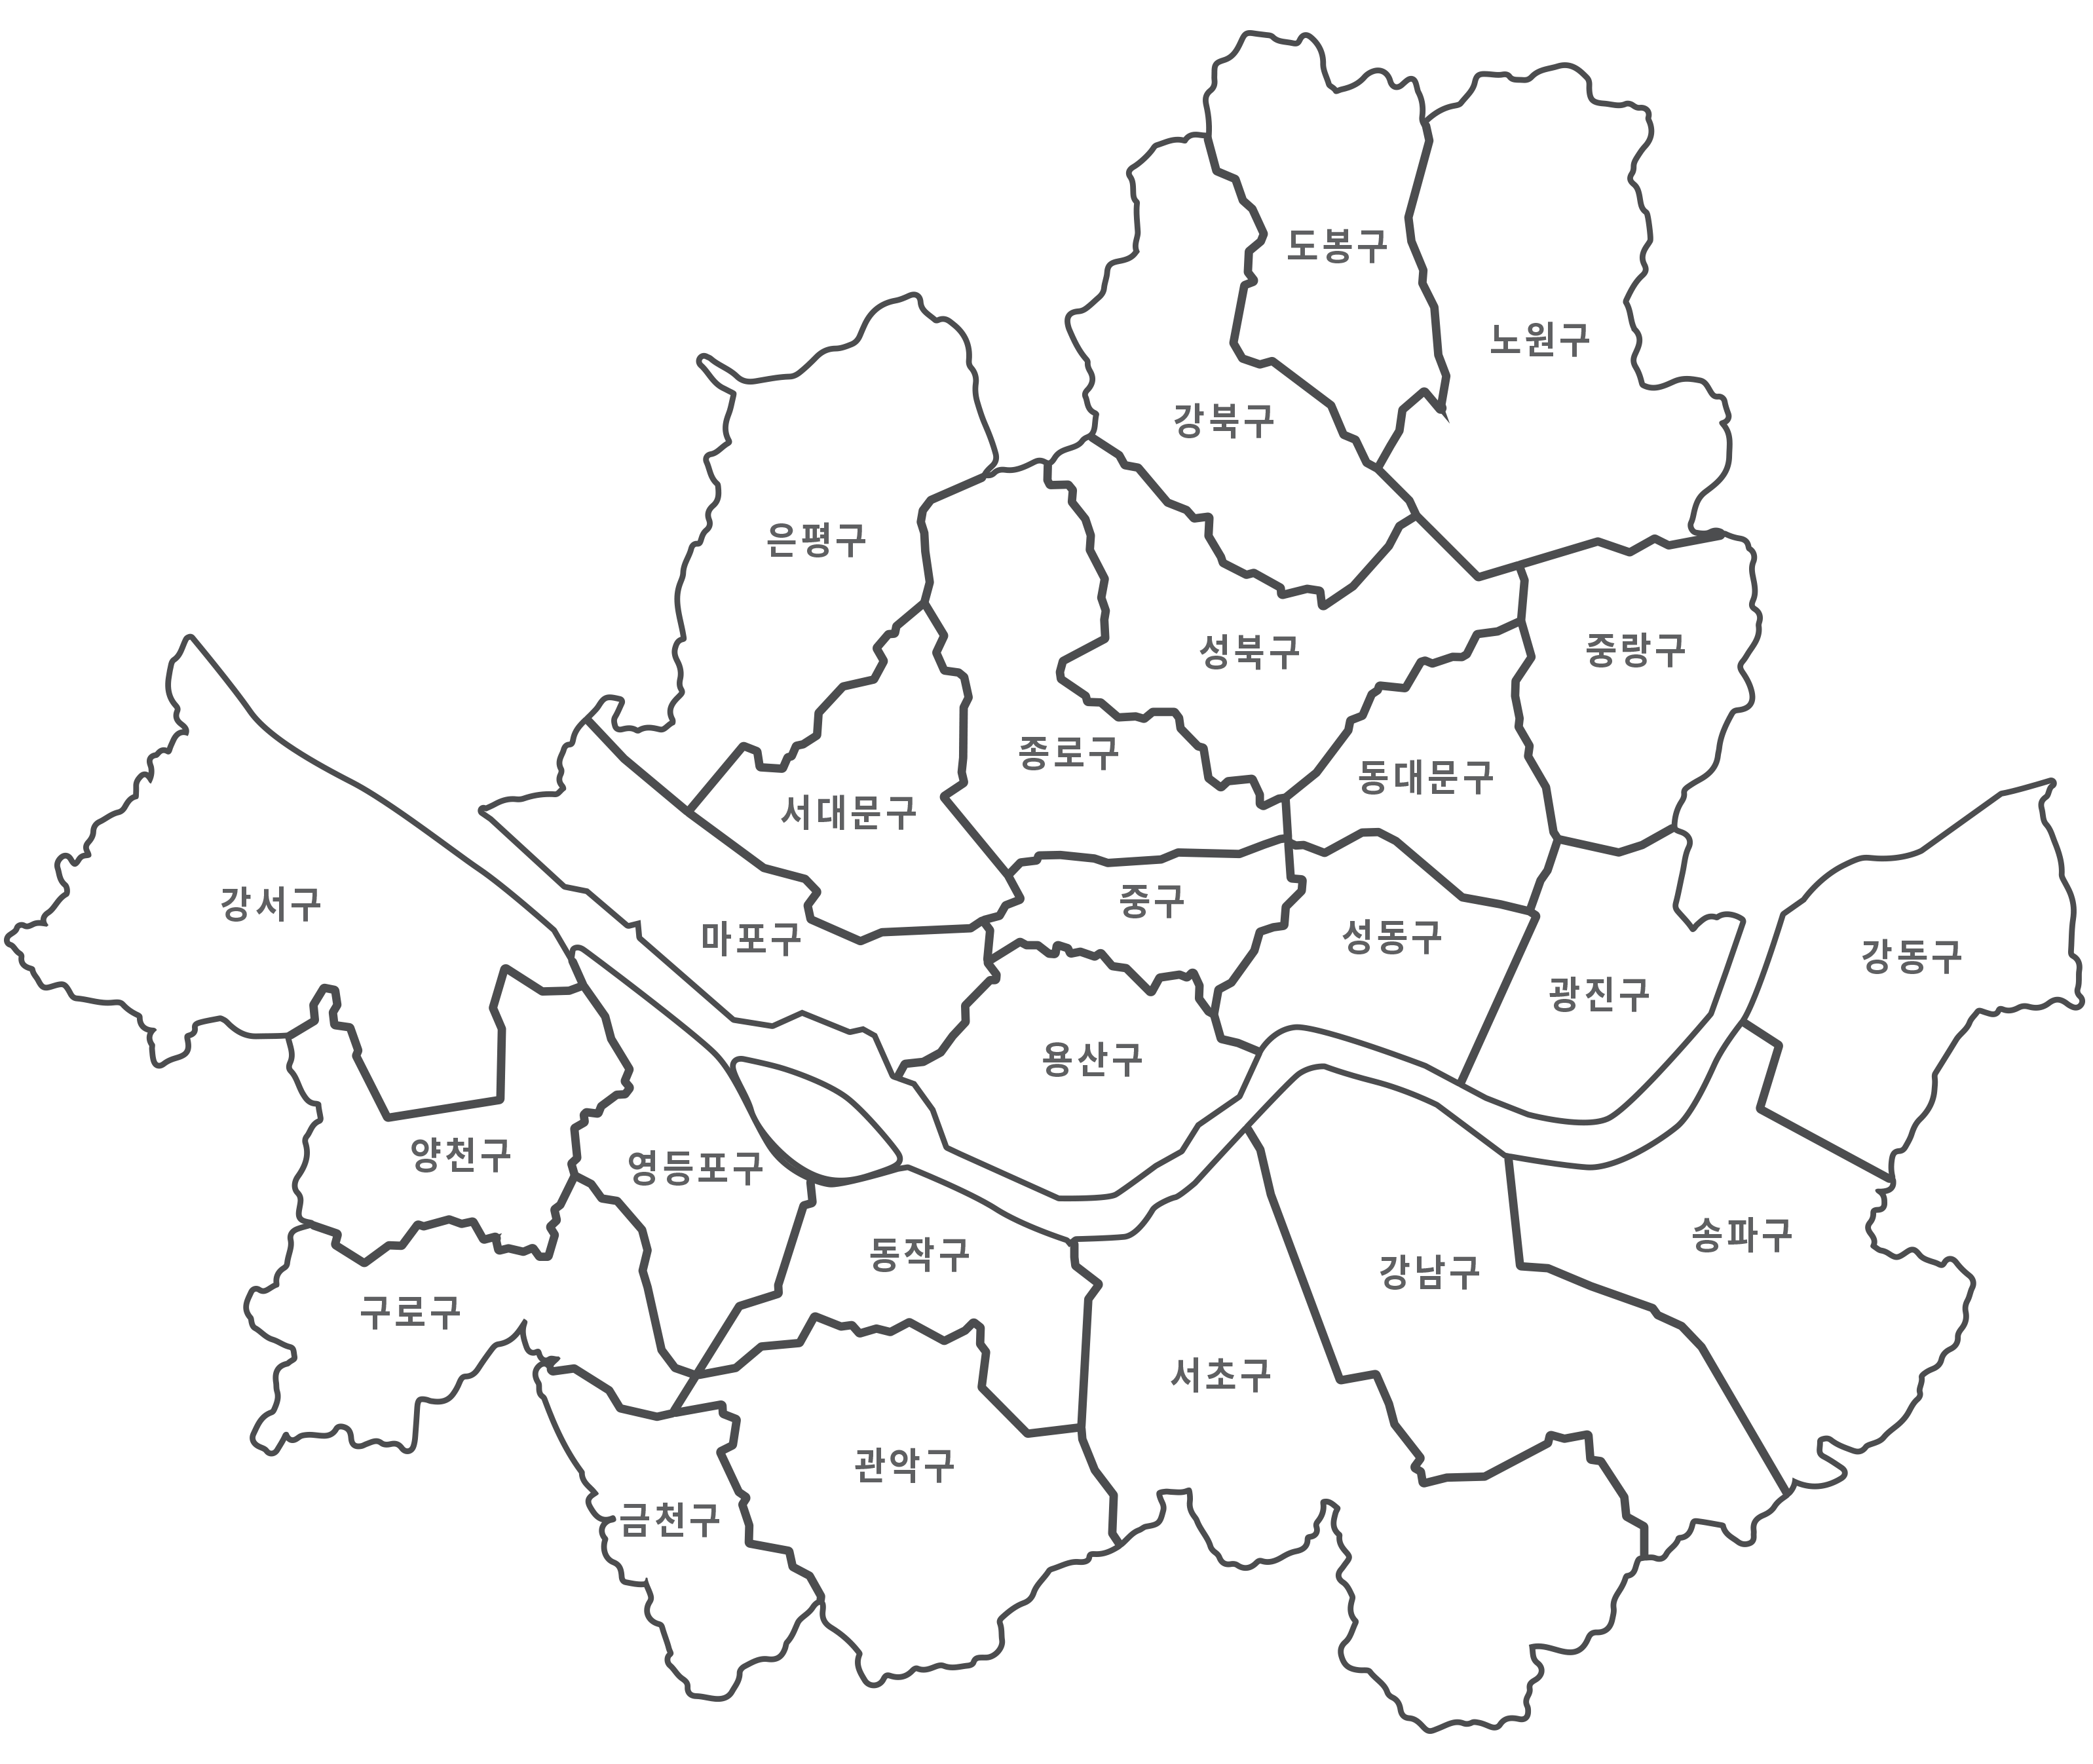 도봉구
노원구
강북구
은평구
성북구
중랑구
종로구
동대문구
서대문구
강서구
중구
마포구
성동구
강동구
광진구
용산구
양천구
영등포구
송파구
동작구
강남구
구로구
서초구
관악구
금천구